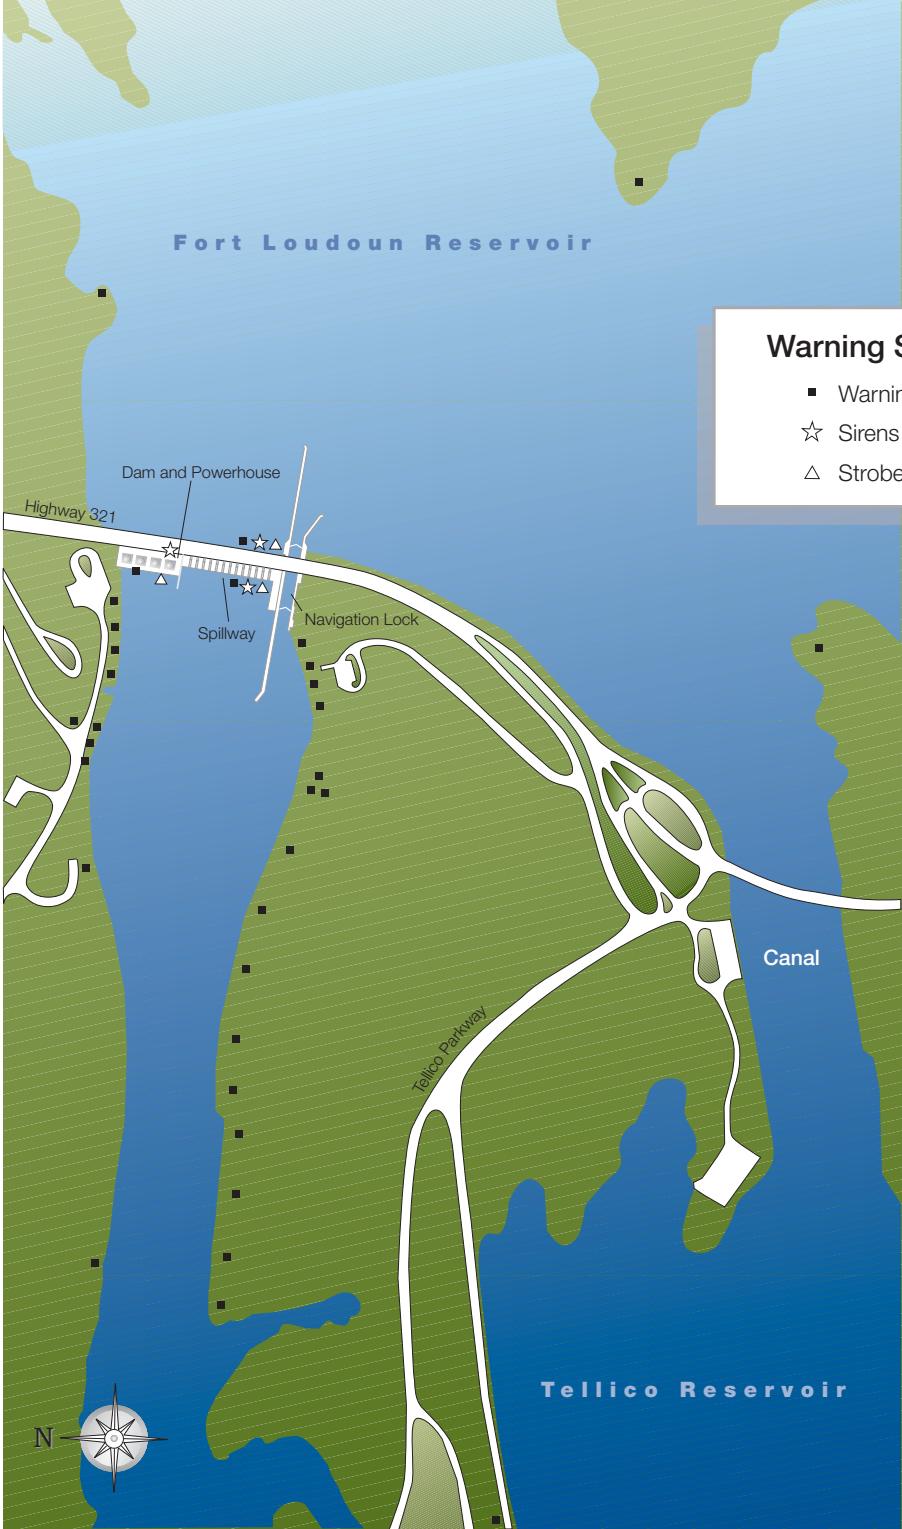 Fort Loudoun Reservoir
Warning S
Warnin
Sirens
Strobe
Dam and Powerhouse
Highway 321
Navigation Lock
Spillway
Canal
Tellico Parkway
Tellico Reservoir
N